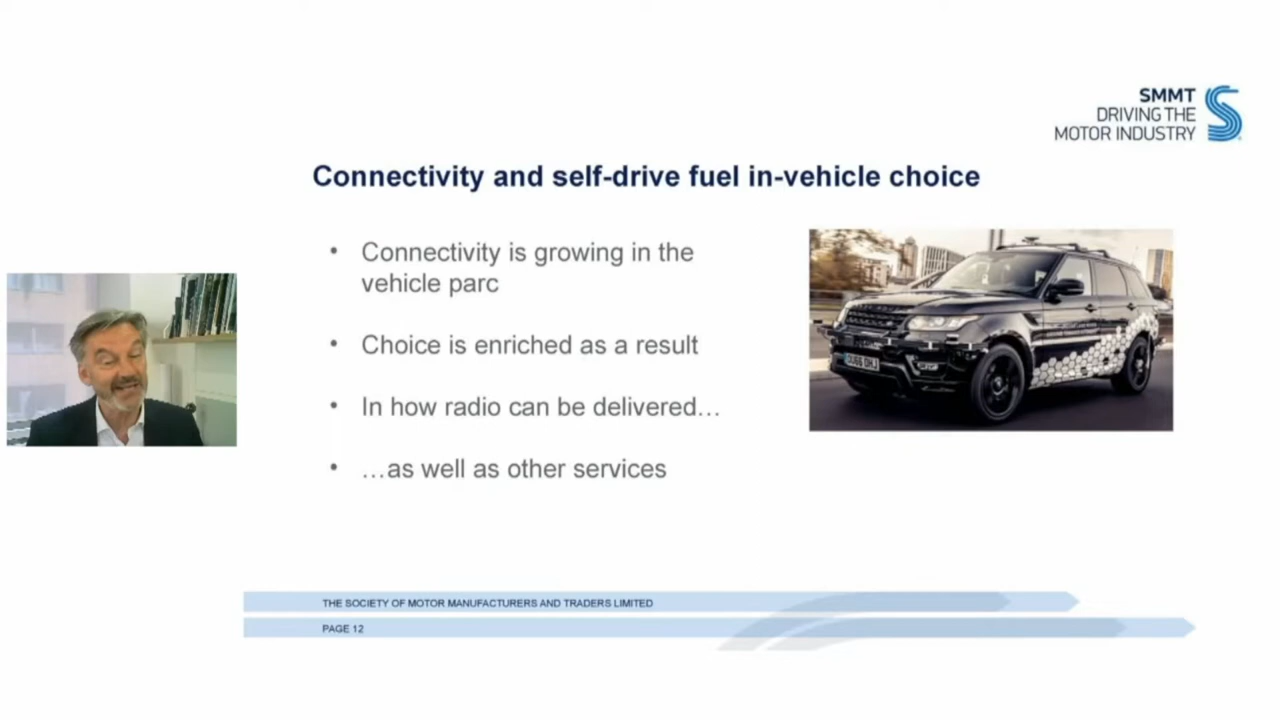 SMMT
DRIVING THE
MOTOR INDUSTRY
Connectivity and self-drive fuel in-vehicle choice
• Connectivity is growing in the
vehicle parc
• Choice is enriched as a result
• In how radio can be delivered…
• …as well as other services
OU66 DHJ
THE SOCIETY OF MOTOR MANUFACTURERS AND TRADERS LIMITED
PAGE 12